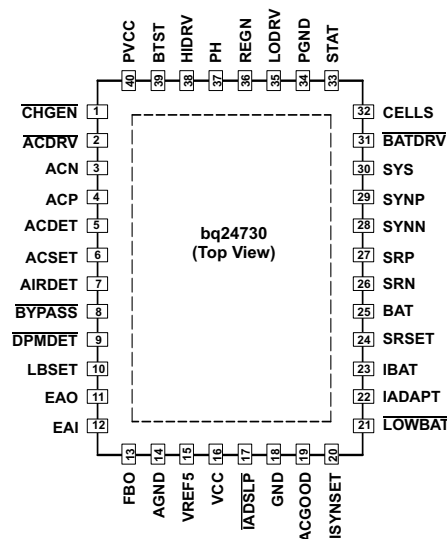 PVCC
BTST
HIDRV
PH
REGN
LODRV
PGND
STAT
40
39
38
37
36
35
34
33
CHGEN 1
ACDRV 2
ACN 3
ACP 4
ACDET 5
ACSET 6
AIRDET 7
BYPASS 8
DPMDET 9
LBSET 10
EAO 11
EAI 12
bq24730
(Top View)
32 CELLS
31 BATDRV
30 SYS
29 SYNP
28 SYNN
27 SRP
26 SRN
25 BAT
24 SRSET
23 IBAT
22 IADAPT
21 LOWBAT
13
14
15
16
17
18
19
20
FBO
AGND
VREF5
VCC
IADSLP
GND
ACGOOD
ISYNSET